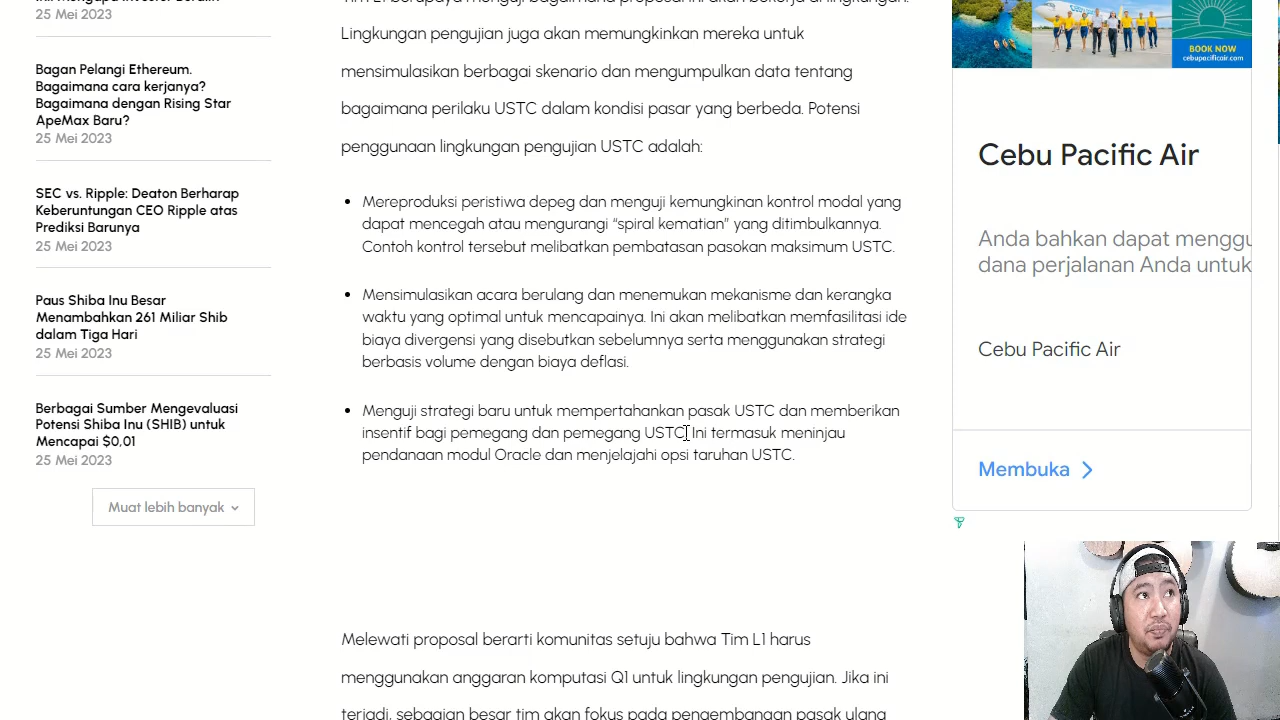 25 Mei 2023
Bagan Pelangi Ethereum.
Bagaimana cara kerjanya?
Bagaimana dengan Rising Star
ApeMax Baru?
25 Mei 2023
SEC vs. Ripple: Deaton Berharap
Keberuntungan CEO Ripple atas
Prediksi Barunya
25 Mei 2023
Paus Shiba Inu Besar
Menambahkan 261 Miliar Shib
dalam Tiga Hari
25 Mei 2023
Berbagai Sumber Mengevaluasi
Potensi Shiba Inu (SHIB) untuk
Mencapai $0,01
25 Mei 2023
Muat lebih banyak
Lingkungan pengujian juga akan memungkinkan mereka untuk
mensimulasikan berbagai skenario dan mengumpulkan data tentang
bagaimana perilaku USTC dalam kondisi pasar yang berbeda. Potensi
penggunaan lingkungan pengujian USTC adalah:
• Mereproduksi peristiwa depeg dan menguji kemungkinan kontrol modal yang
dapat mencegah atau mengurangi “spiral kematian” yang ditimbulkannya.
Contoh kontrol tersebut melibatkan pembatasan pasokan maksimum USTC.
• Mensimulasikan acara berulang dan menemukan mekanisme dan kerangka
waktu yang optimal untuk mencapainya. Ini akan melibatkan memfasilitasi ide
biaya divergensi yang disebutkan sebelumnya serta menggunakan strategi
berbasis volume dengan biaya deflasi.
• Menguji strategi baru untuk mempertahankan pasak USTC dan memberikan
insentif bagi pemegang dan pemegang USTC. Ini termasuk meninjau
pendanaan modul Oracle dan menjelajahi opsi taruhan USTC.
Melewati proposal berarti komunitas setuju bahwa Tim L1 harus
menggunakan anggaran komputasi Q1 untuk lingkungan pengujian. Jika ini
terjadi, sebagian besar tim akan fokus pada pengembangan pasak ulang
BOOK NOW
cebupacificair.com
Cebu Pacific Air
Anda bahkan dapat menggu
dana perjalanan Anda untuk
Cebu Pacific Air
Membuka